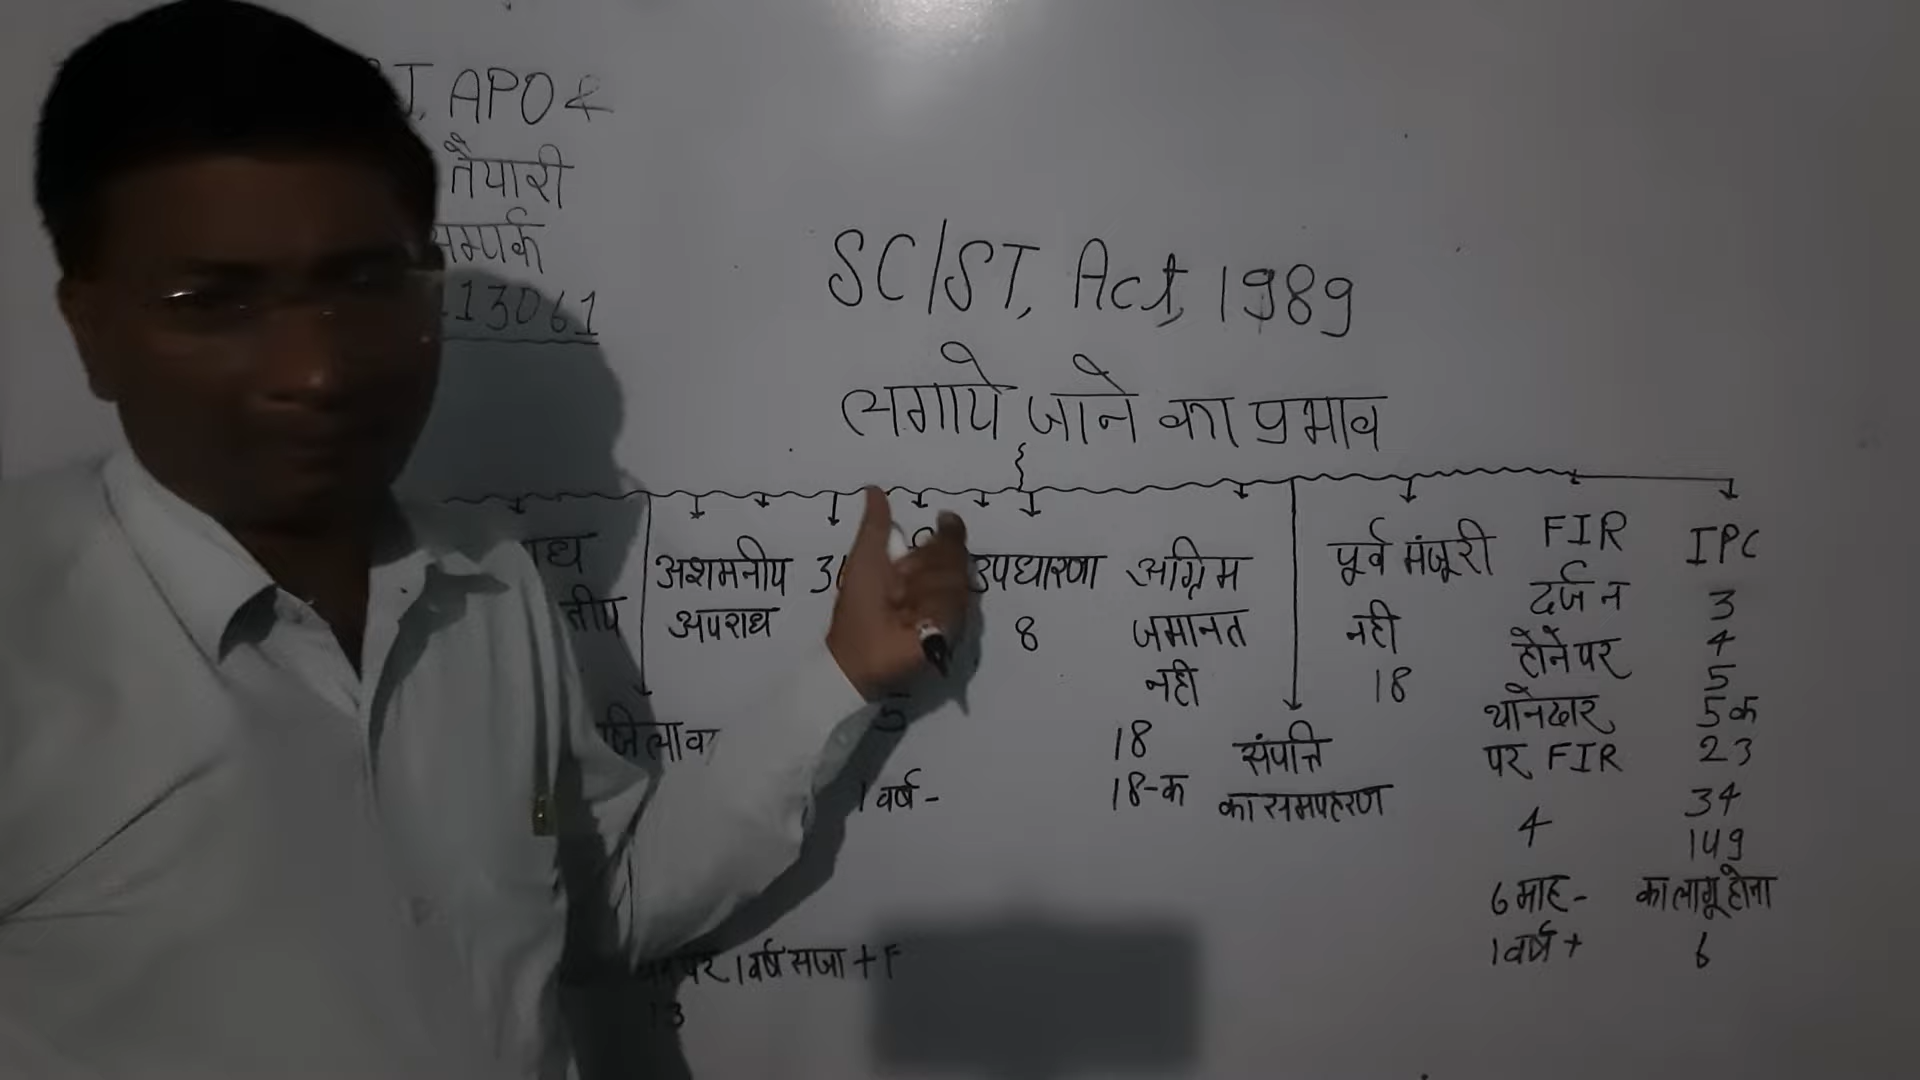 J, APO &
तैयारी
सम्पर्क
13061
SC/ST, Act, 1989
लगाये जाने का प्रभाव
अशमनीय
अपराध
जिलाव
5
1 वर्ष -
उपधारणा
8
अग्रिम
जमानत
नही
18
18-क
संपत्ति
का समपहरण
पूर्व मंजूरी
नही
18
FIR
दर्ज न
होने पर
थानेदार
पर FIR
4
6 माह -
1 वर्ष +
IPC
3
4
5
5क
23
34
149
का लागू होना
6
पर 1 वर्ष सजा + F
13